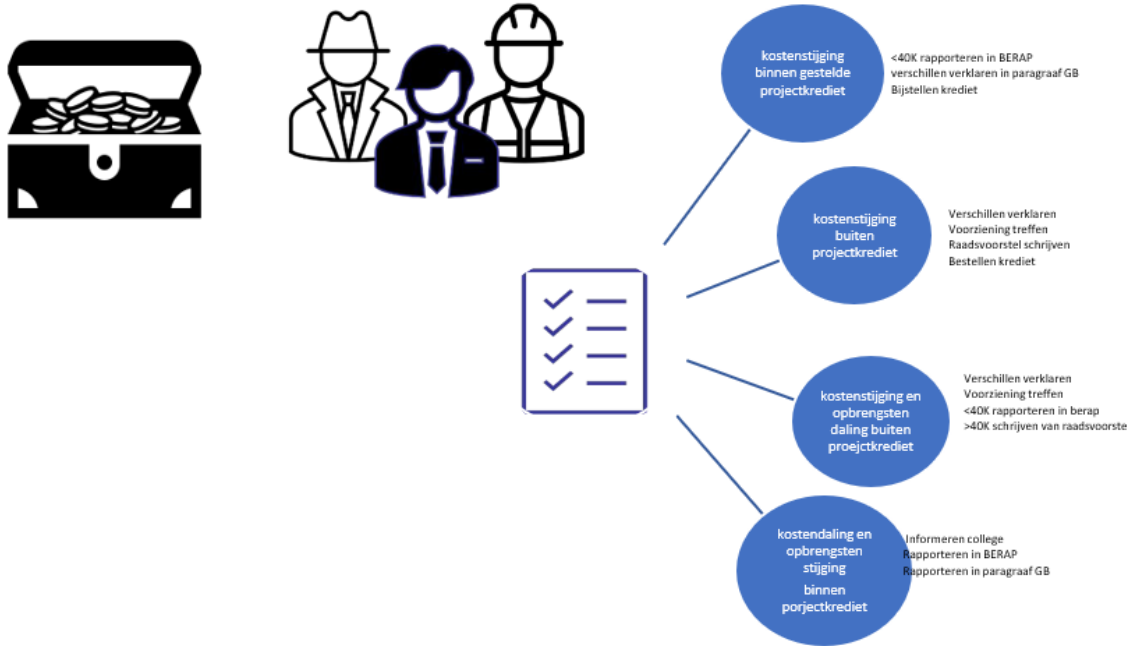 kostenstijging
binnen gestelde
projectkrediet
<40K rapporteren in BERAP
verschillen verklaren in paragraaf GB
Bijstellen krediet
kostenstijging
buiten
projectkrediet
Verschillen verklaren
Voorziening treffen
Raadsvoorstel schrijven
Bestellen krediet
kostenstijging en
opbrengsten
daling buiten
proejctkrediet
Verschillen verklaren
Voorziening treffen
<40K rapporteren in berap
>40K schrijven van raadsvoorste
kostendaling en
opbrengsten
stijging
binnen
porjectkrediet
Informeren college
Rapporteren in BERAP
Rapporteren in paragraaf GB